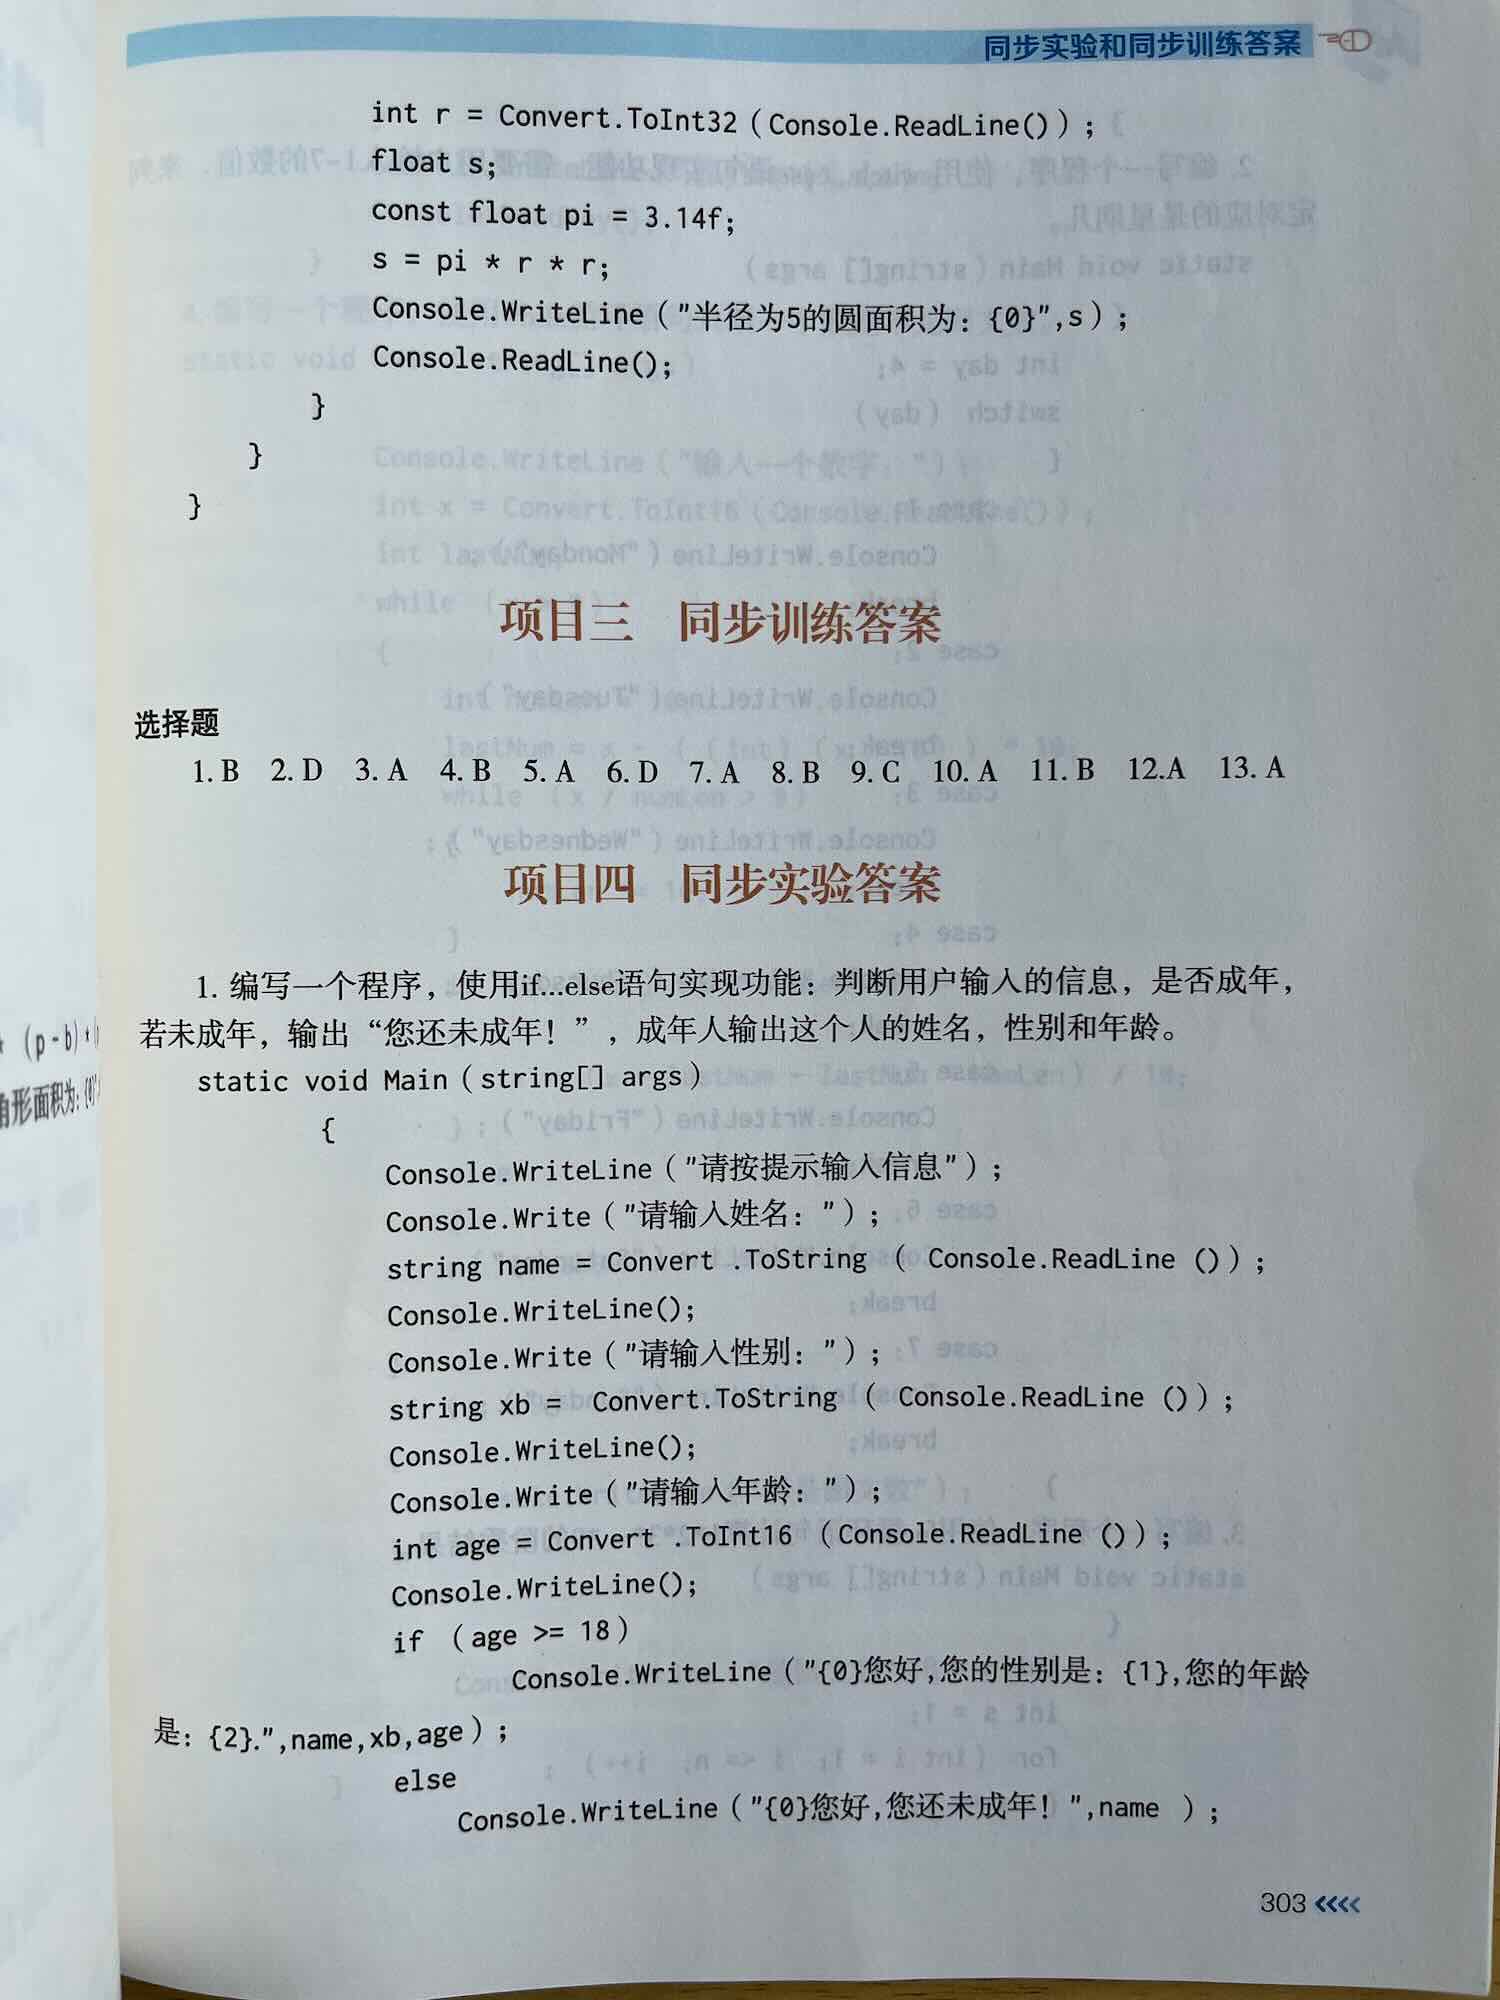 同步实验和同步训练答案
int r = Convert.ToInt32（Console.ReadLine()）;
float s;
const float pi = 3.14f;
s = pi * r * r;
Console.WriteLine（"半径为5的圆面积为：{0}",s）;
Console.ReadLine();
}
}
}
项目三 同步训练答案
选择题
1. B 2. D 3. A 4. B 5. A 6. D 7. A 8. B 9. C 10. A 11. B 12.A 13. A
项目四 同步实验答案
1. 编写一个程序，使用if...else语句实现功能：判断用户输入的信息，是否成年，
若未成年，输出“您还未成年！”，成年人输出这个人的姓名，性别和年龄。
static void Main（string[] args）
{
Console.WriteLine（"请按提示输入信息"）;
Console.Write（"请输入姓名："）;
string name = Convert .ToString （ Console.ReadLine ()）;
Console.WriteLine();
Console.Write（"请输入性别："）;
string xb = Convert.ToString （ Console.ReadLine ()）;
Console.WriteLine();
Console.Write（"请输入年龄："）;
int age = Convert .ToInt16 （Console.ReadLine ()）;
Console.WriteLine();
if （age >= 18）
Console.WriteLine（"{0}您好,您的性别是：{1},您的年龄
是：{2}.",name,xb,age）;
else
Console.WriteLine（"{0}您好,您还未成年！",name ）;
303
(p-b)*
角形面积为：{0}